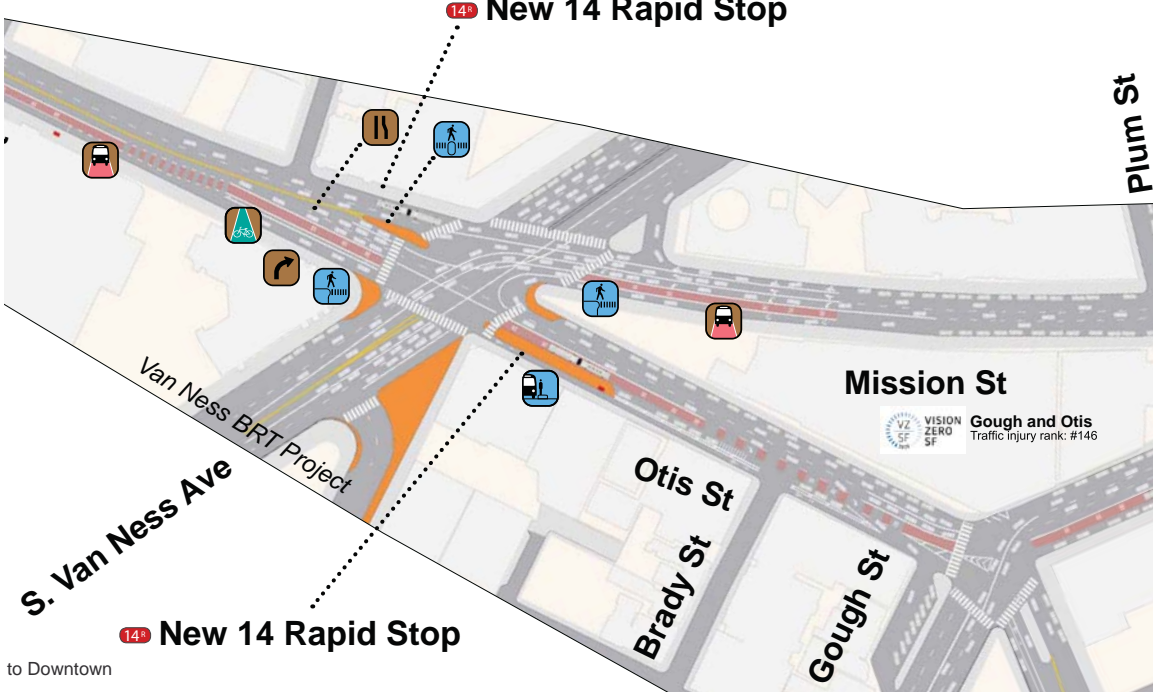 14R New 14 Rapid Stop
Plum St
Mission St
VZ
SF
VISION
ZERO
SF
Gough and Otis
Traffic injury rank: #146
Van Ness BRT Project
Otis St
S. Van Ness Ave
Brady St
Gough St
14R New 14 Rapid Stop
to Downtown